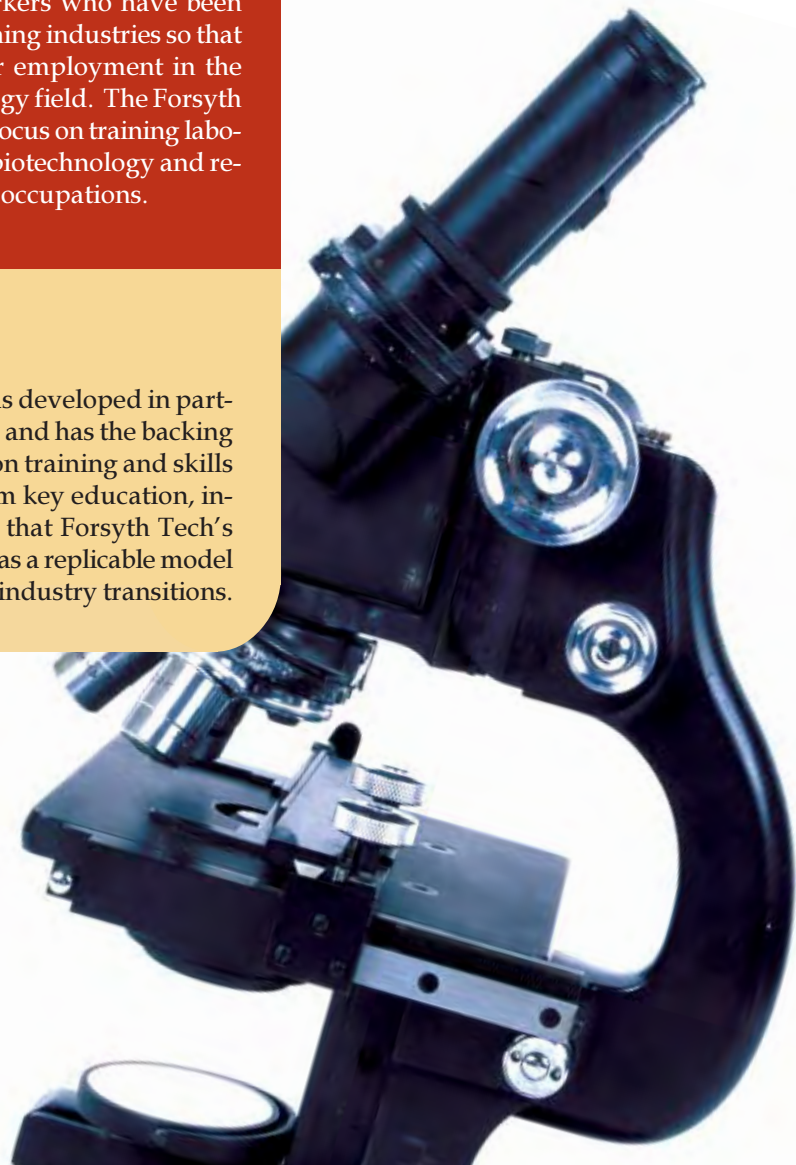 rkers who have been
ning industries so that
r employment in the
gy field. The Forsyth
ocus on training labo-
biotechnology and re-
occupations.
s developed in part-
and has the backing
on training and skills
m key education, in-
that Forsyth Tech's
as a replicable model
industry transitions.